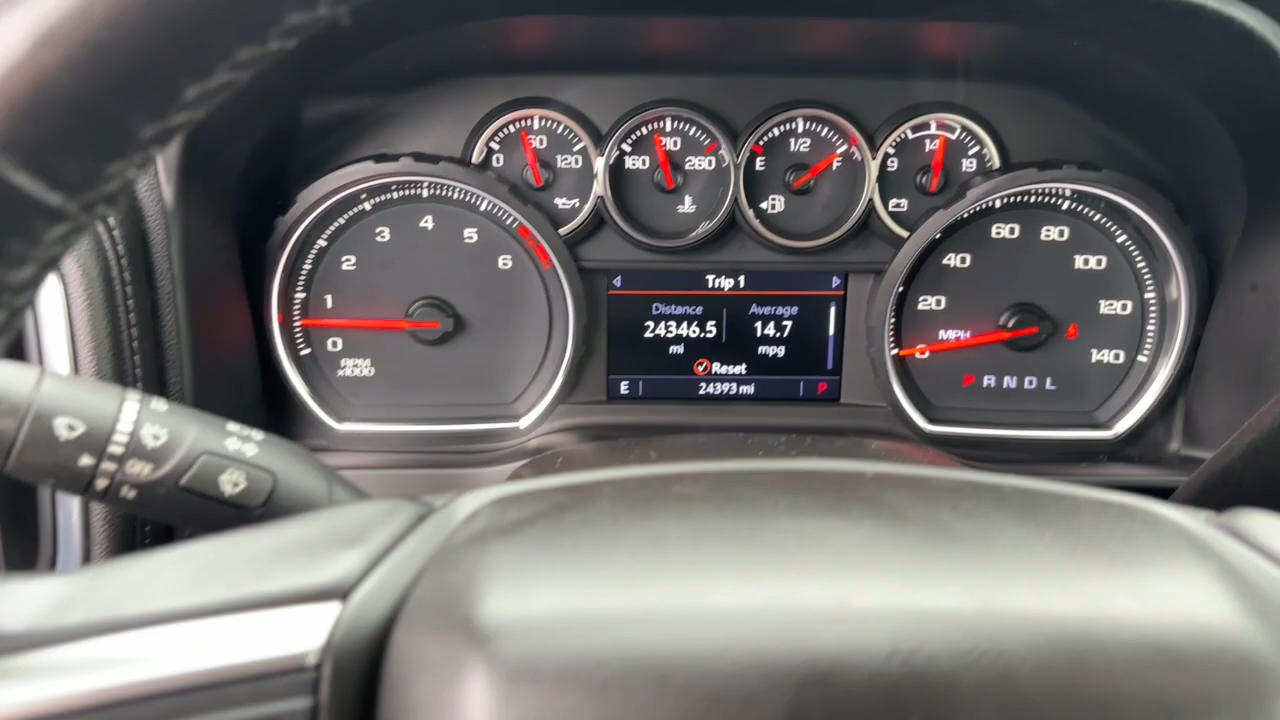 60
0 120
210
160 260
1/2
E F
14
9 19
4
3 5
2 6
1
0
RPM
x1000
Trip 1
Distance Average
24346.5 14.7
mi mpg
Reset
E 24393 mi P
60 80
40 100
20 120
MPH
0 140
P R N D L
OFF